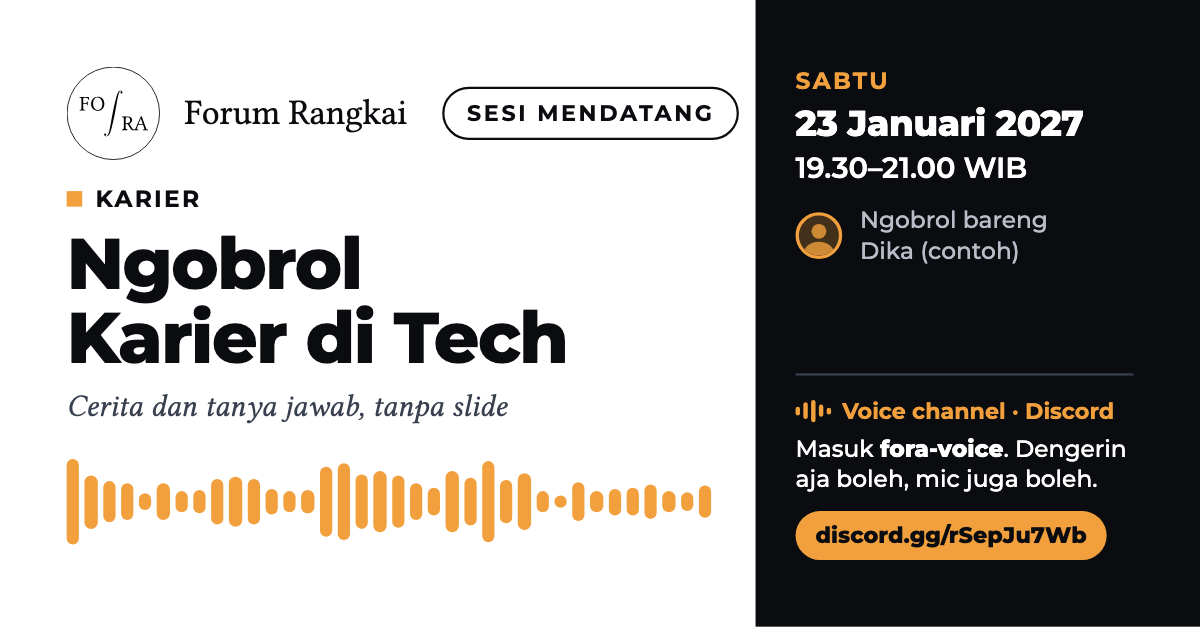 FO RA
Forum Rangkai
SESI MENDATANG
KARIER
Ngobrol
Karier di Tech
Cerita dan tanya jawab, tanpa slide
SABTU
23 Januari 2027
19.30–21.00 WIB
Ngobrol bareng
Dika (contoh)
Voice channel · Discord
Masuk fora-voice. Dengerin
aja boleh, mic juga boleh.
discord.gg/rSepJu7Wb